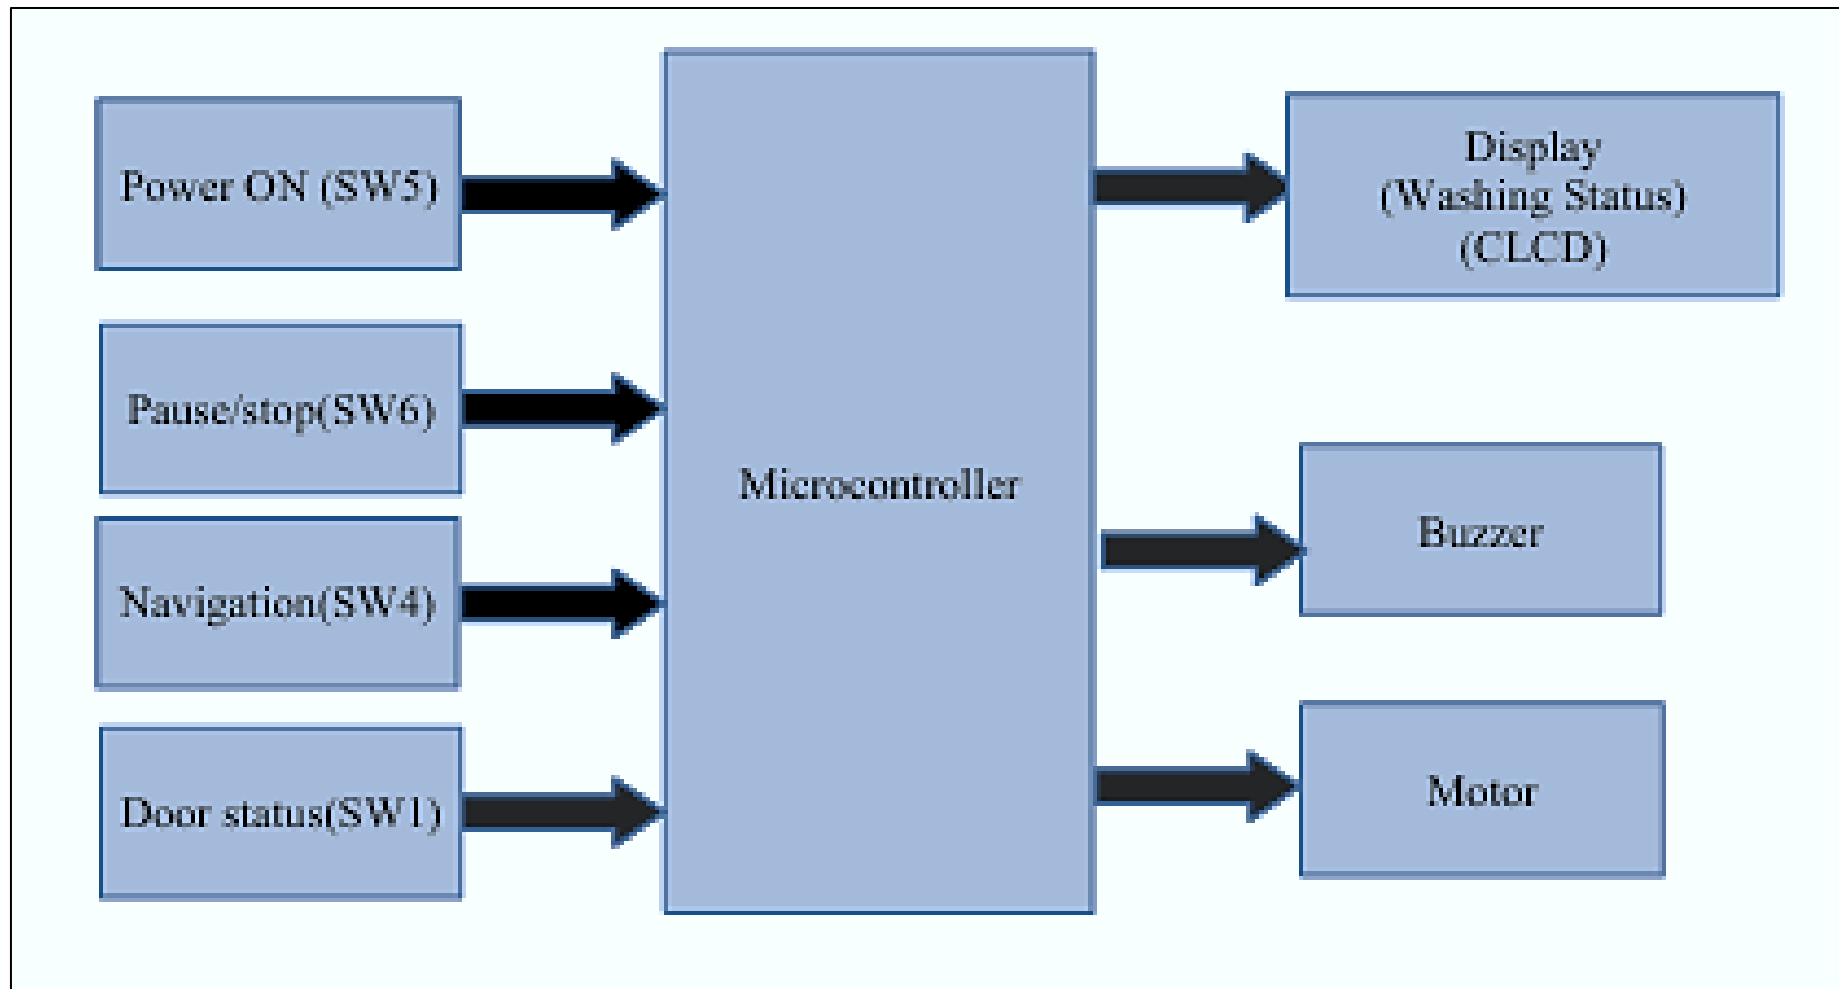 Power ON (SW5)
Pause/stop(SW6)
Navigation(SW4)
Door status(SW1)
Microcontroller
Display
(Washing Status)
(CLCD)
Buzzer
Motor